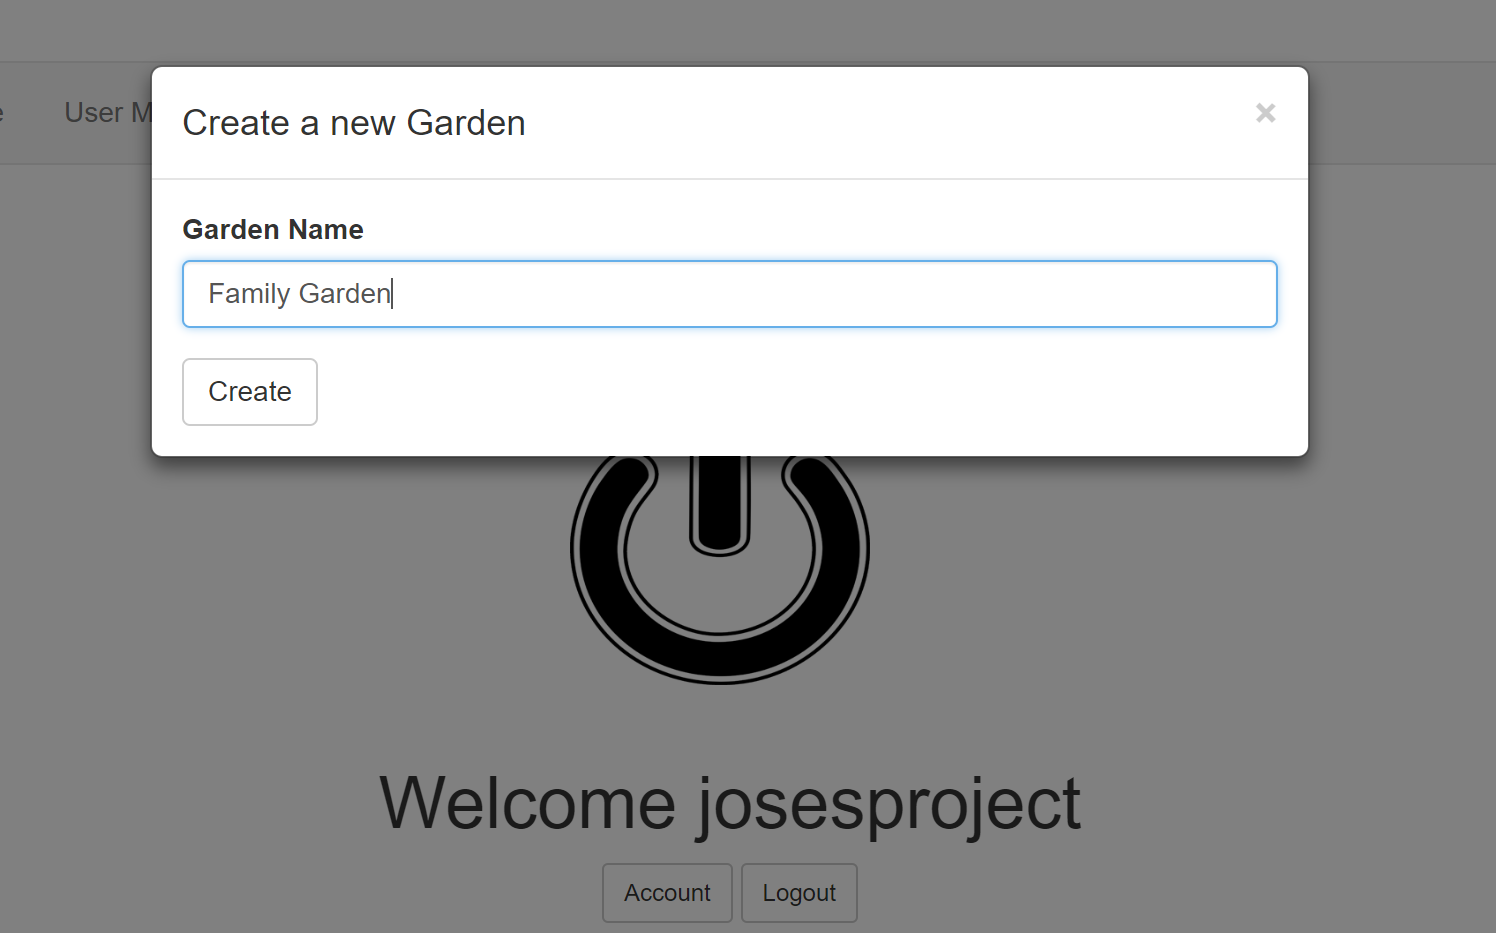 User M
Create a new Garden
×
Garden Name
Family Garden
Create
Welcome josesproject
Account Logout